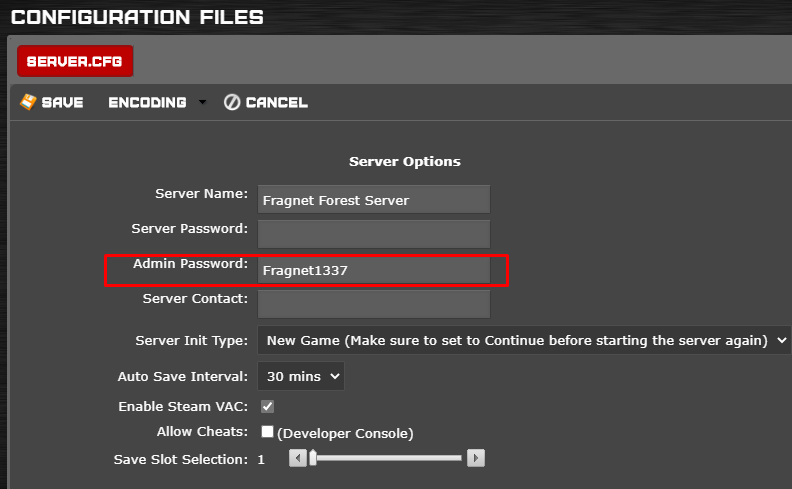 CONFIGURATION FILES
SERVER.CFG
SAVE ENCODING CANCEL
Server Options
Server Name: Fragnet Forest Server
Server Password:
Admin Password: Fragnet1337
Server Contact:
Server Init Type: New Game (Make sure to set to Continue before starting the server again)
Auto Save Interval: 30 mins
Enable Steam VAC:
Allow Cheats: (Developer Console)
Save Slot Selection: 1